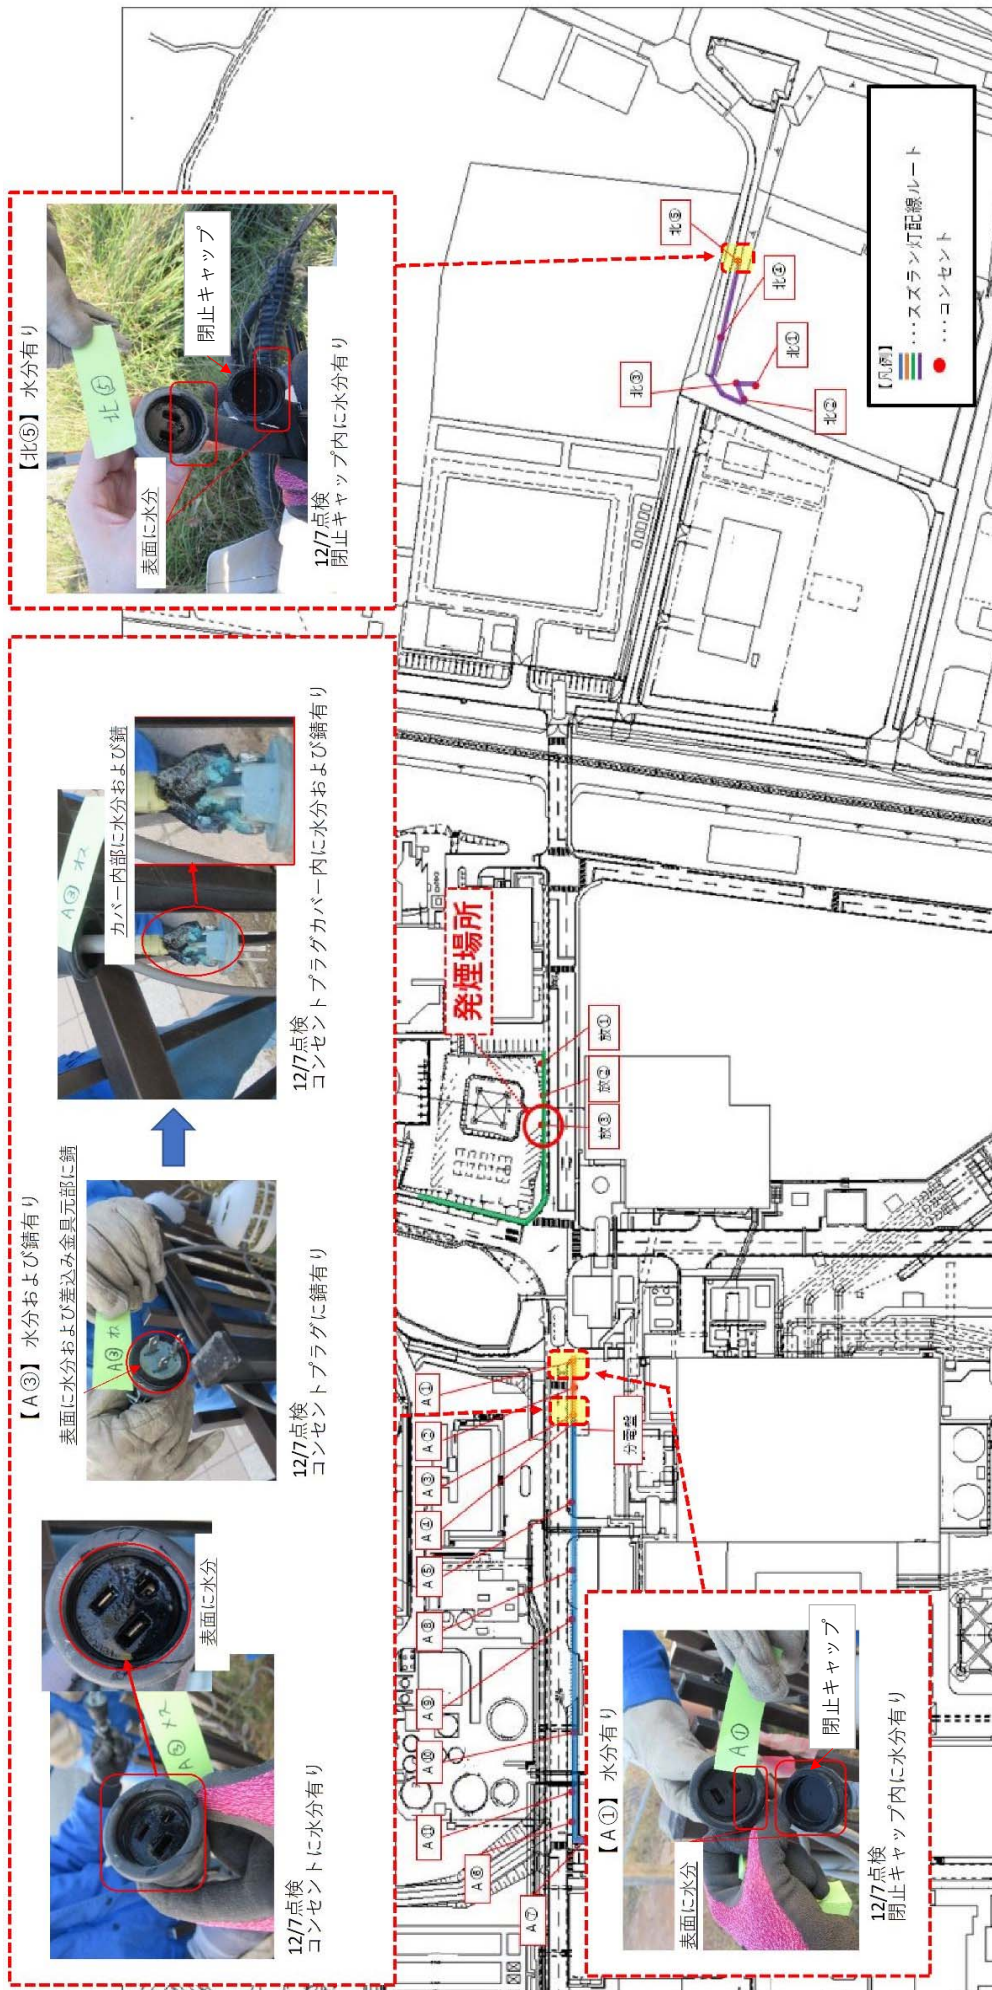 【A③】 水分および錆有り
表面に水分
12/7点検
コンセントに水分有り
A③ メス
表面に水分および差込み金具元部に錆
A③ オス
12/7点検
コンセントプラグに錆有り
A③ オス
カバー内部に水分および錆
12/7点検
コンセントプラグカバー内に水分および錆有り
【北⑤】 水分有り
北⑤
表面に水分
閉止キャップ
12/7点検
閉止キャップ内に水分有り
発煙場所
A⑦
A⑥
A⑪
A⑩
A⑨
A⑧
A⑤
A④
A③
A②
A①
分電盤
放③
放②
放①
北③
北②
北①
北④
北⑤
【A①】 水分有り
表面に水分
A①
閉止キャップ
12/7点検
閉止キャップ内に水分有り
【凡例】
・・・スズラン灯配線ルート
・・・コンセント